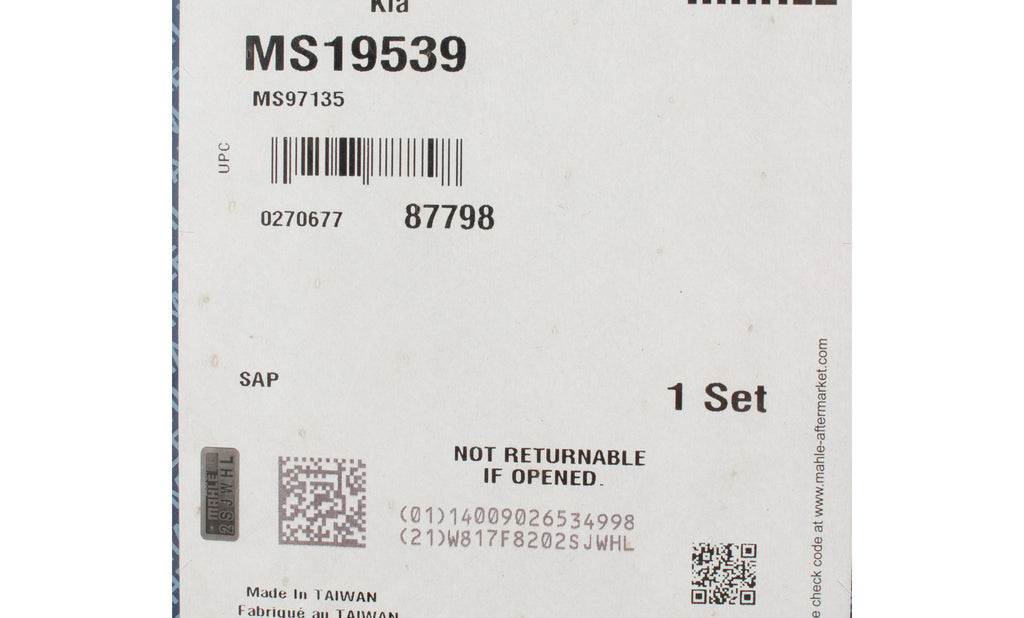 Kia
MAHLE
MS19539
MS97135
UPC
0270677 87798
SAP
1 Set
NOT RETURNABLE
IF OPENED.
MAHLE
2SJWHL
(01)14009026534998
(21)W817F8202SJWHL
Made In TAIWAN
Fabriqué au TAIWAN
check code at www.mahle-aftermarket.com